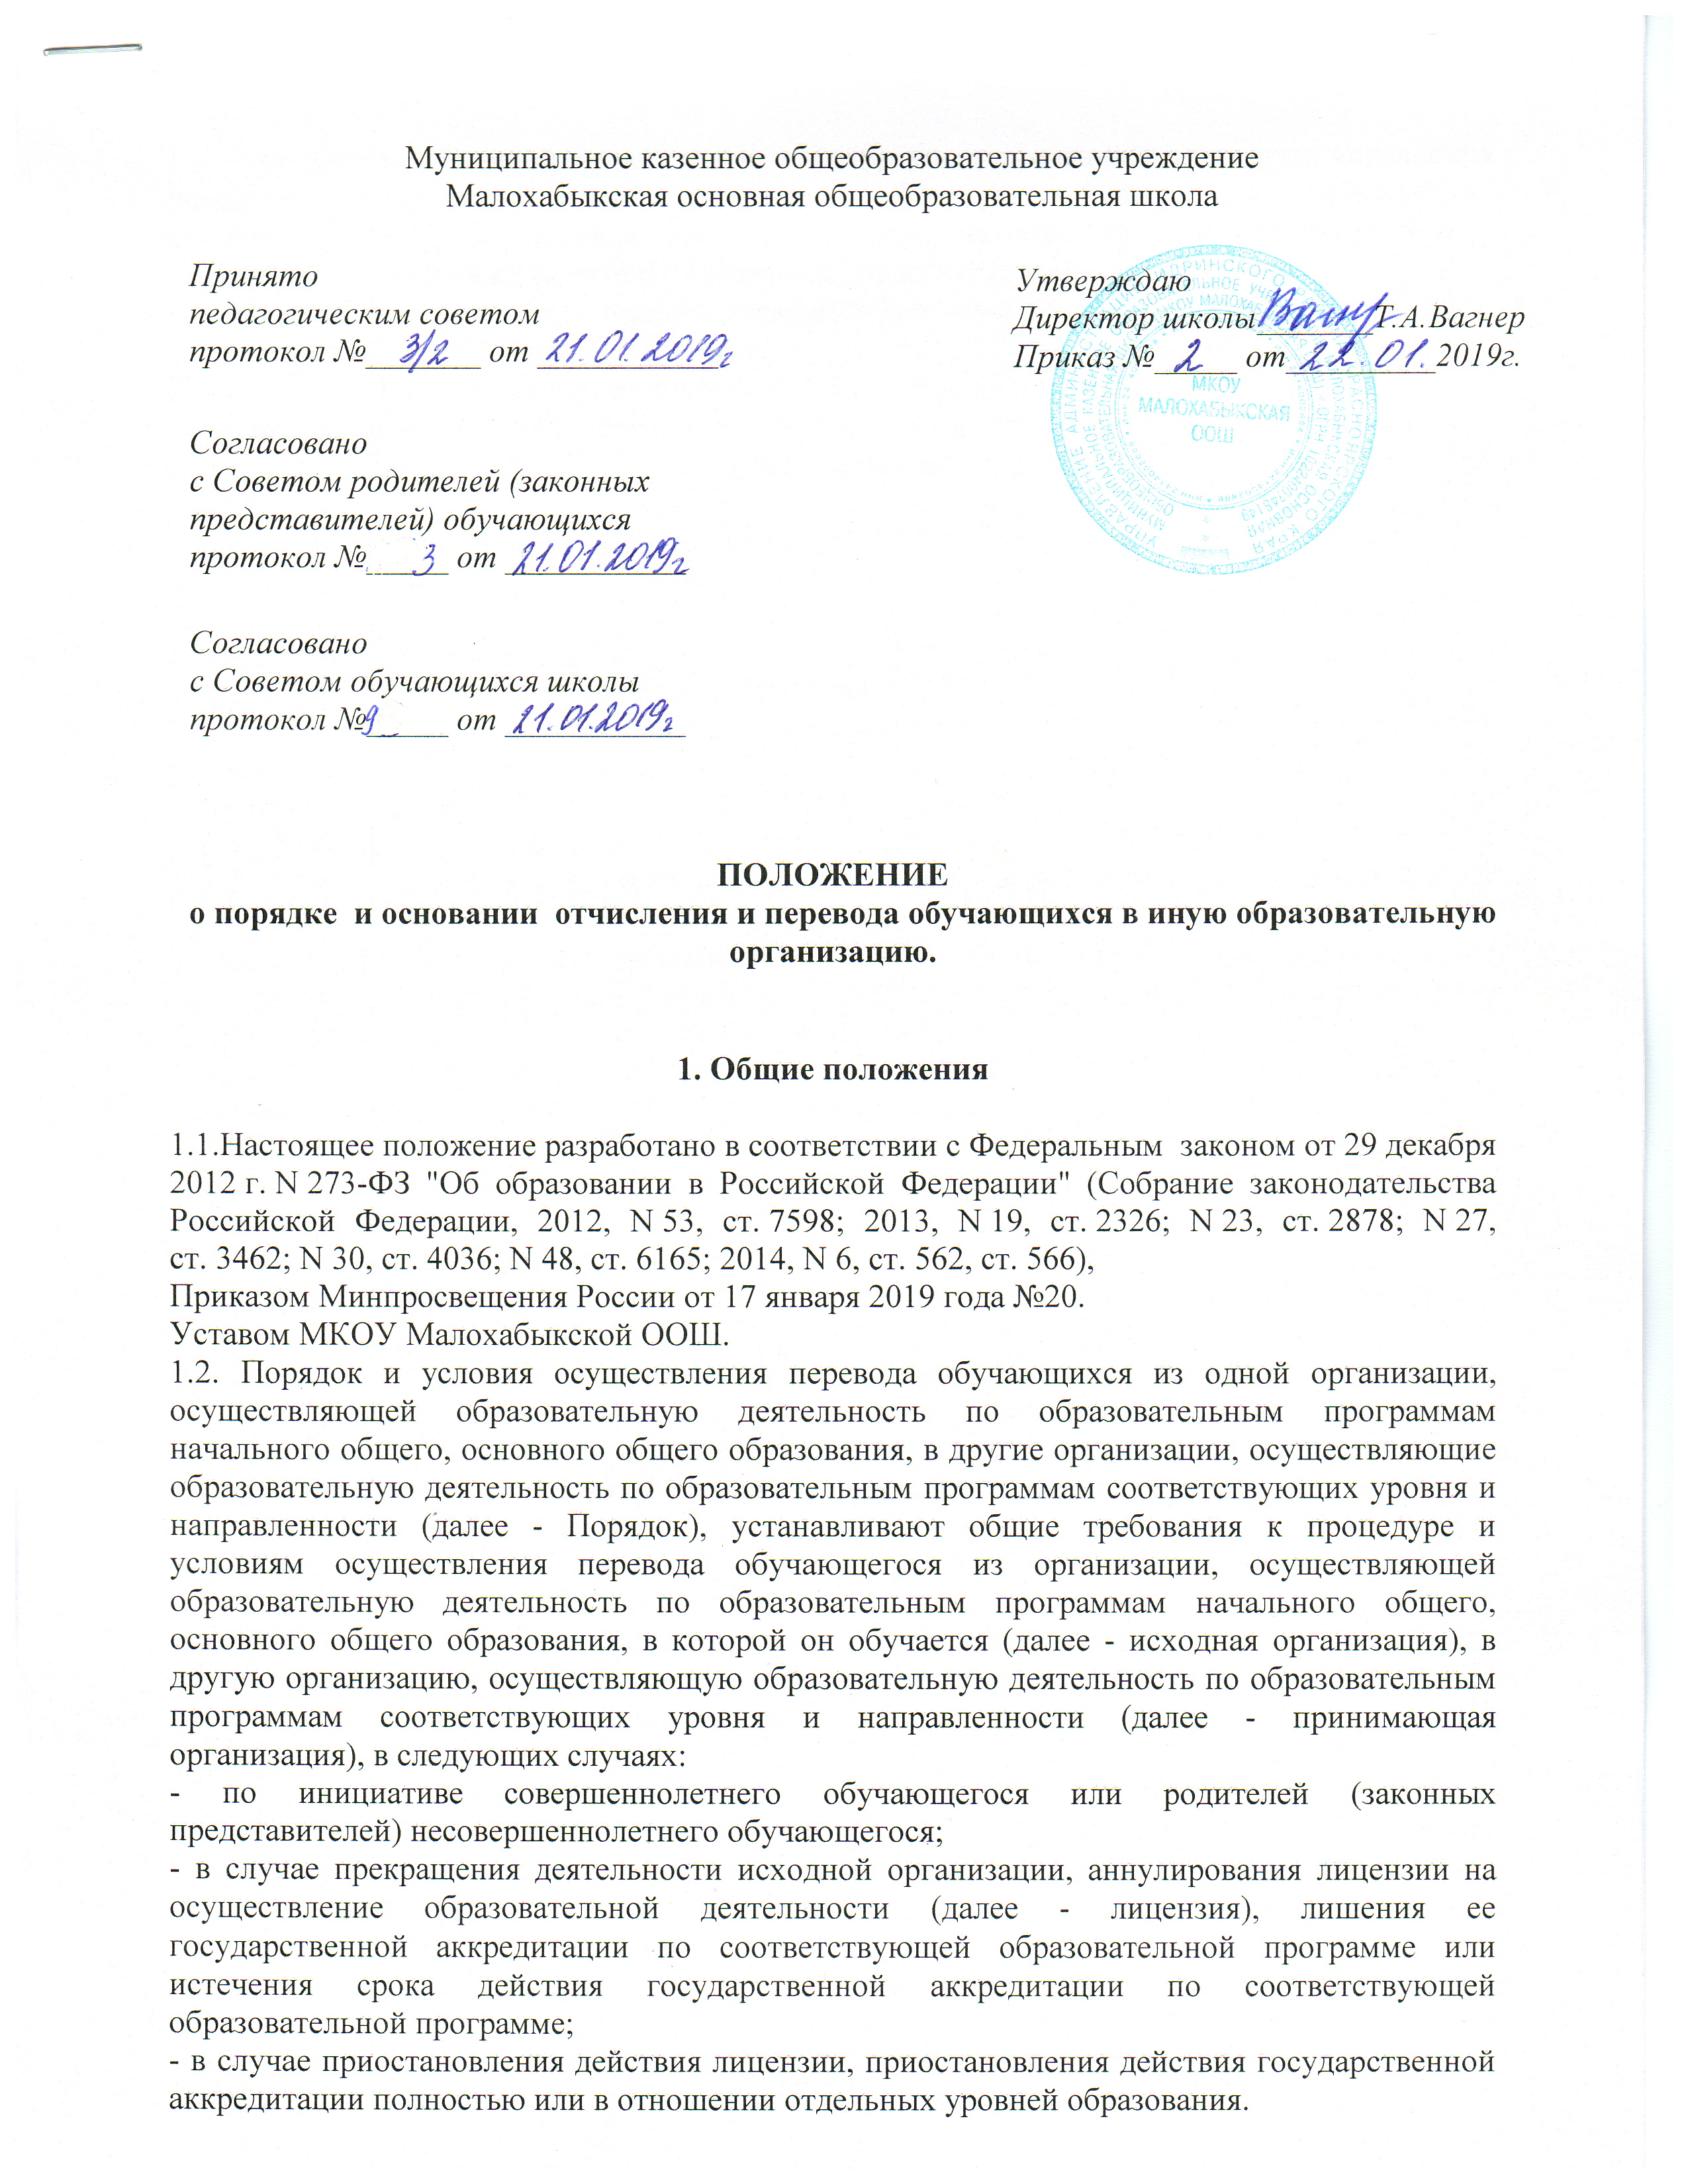 Муниципальное казенное общеобразовательное учреждение
Малохабыкская основная общеобразовательная школа
Принято
педагогическим советом
протокол № 3/2 от 21.01.2019г
Утверждаю
Директор школы Т.А.Вагнер
Приказ № 2 от 22.01.2019г.
МКОУ
МАЛОХАБЫКСКАЯ
ООШ
Согласовано
с Советом родителей (законных
представителей) обучающихся
протокол № 3 от 21.01.2019г
Согласовано
с Советом обучающихся школы
протокол №9 от 21.01.2019г
ПОЛОЖЕНИЕ
о порядке и основании отчисления и перевода обучающихся в иную образовательную
организацию.
1. Общие положения
1.1.Настоящее положение разработано в соответствии с Федеральным законом от 29 декабря
2012 г. N 273-ФЗ "Об образовании в Российской Федерации" (Собрание законодательства
Российской Федерации, 2012, N 53, ст. 7598; 2013, N 19, ст. 2326; N 23, ст. 2878; N 27,
ст. 3462; N 30, ст. 4036; N 48, ст. 6165; 2014, N 6, ст. 562, ст. 566),
Приказом Минпросвещения России от 17 января 2019 года №20.
Уставом МКОУ Малохабыкской ООШ.
1.2. Порядок и условия осуществления перевода обучающихся из одной организации,
осуществляющей образовательную деятельность по образовательным программам
начального общего, основного общего образования, в другие организации, осуществляющие
образовательную деятельность по образовательным программам соответствующих уровня и
направленности (далее - Порядок), устанавливают общие требования к процедуре и
условиям осуществления перевода обучающегося из организации, осуществляющей
образовательную деятельность по образовательным программам начального общего,
основного общего образования, в которой он обучается (далее - исходная организация), в
другую организацию, осуществляющую образовательную деятельность по образовательным
программам соответствующих уровня и направленности (далее - принимающая
организация), в следующих случаях:
- по инициативе совершеннолетнего обучающегося или родителей (законных
представителей) несовершеннолетнего обучающегося;
- в случае прекращения деятельности исходной организации, аннулирования лицензии на
осуществление образовательной деятельности (далее - лицензия), лишения ее
государственной аккредитации по соответствующей образовательной программе или
истечения срока действия государственной аккредитации по соответствующей
образовательной программе;
- в случае приостановления действия лицензии, приостановления действия государственной
аккредитации полностью или в отношении отдельных уровней образования.